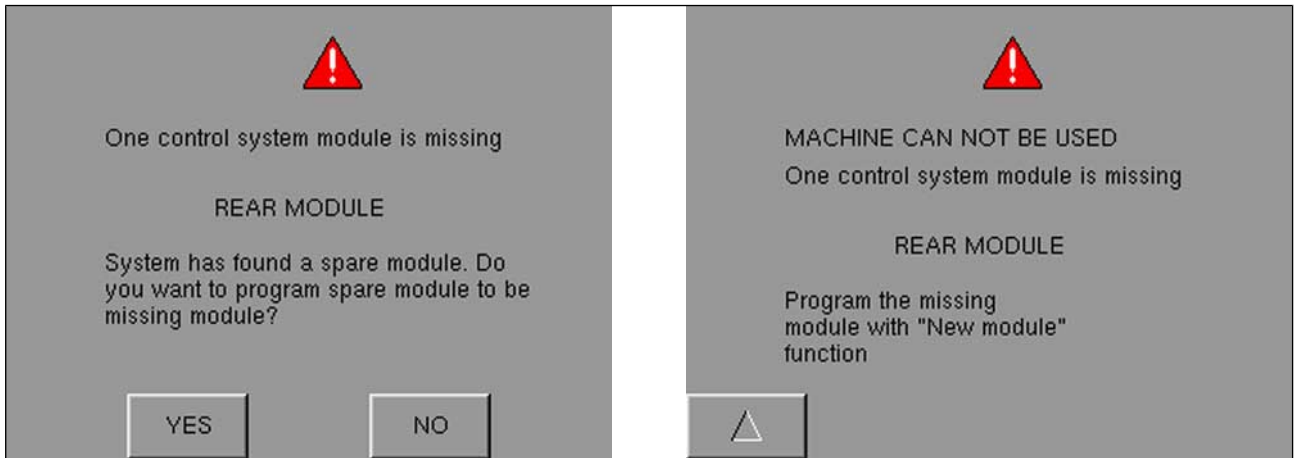 One control system module is missing
REAR MODULE
System has found a spare module. Do
you want to program spare module to be
missing module?
YES
NO
MACHINE CAN NOT BE USED
One control system module is missing
REAR MODULE
Program the missing
module with "New module"
function